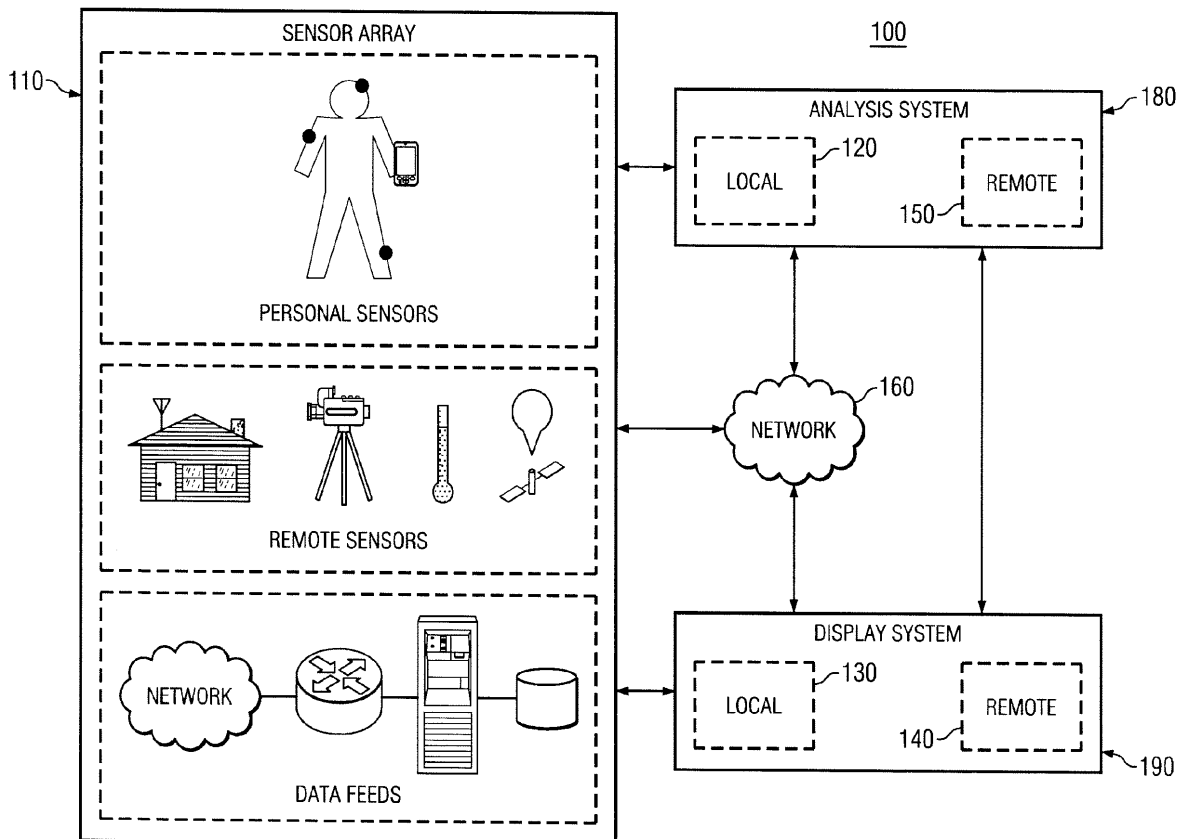 SENSOR ARRAY
110
PERSONAL SENSORS
REMOTE SENSORS
NETWORK
DATA FEEDS
100
ANALYSIS SYSTEM
180
120
LOCAL
REMOTE
150
160
NETWORK
DISPLAY SYSTEM
130
LOCAL
REMOTE
140
190